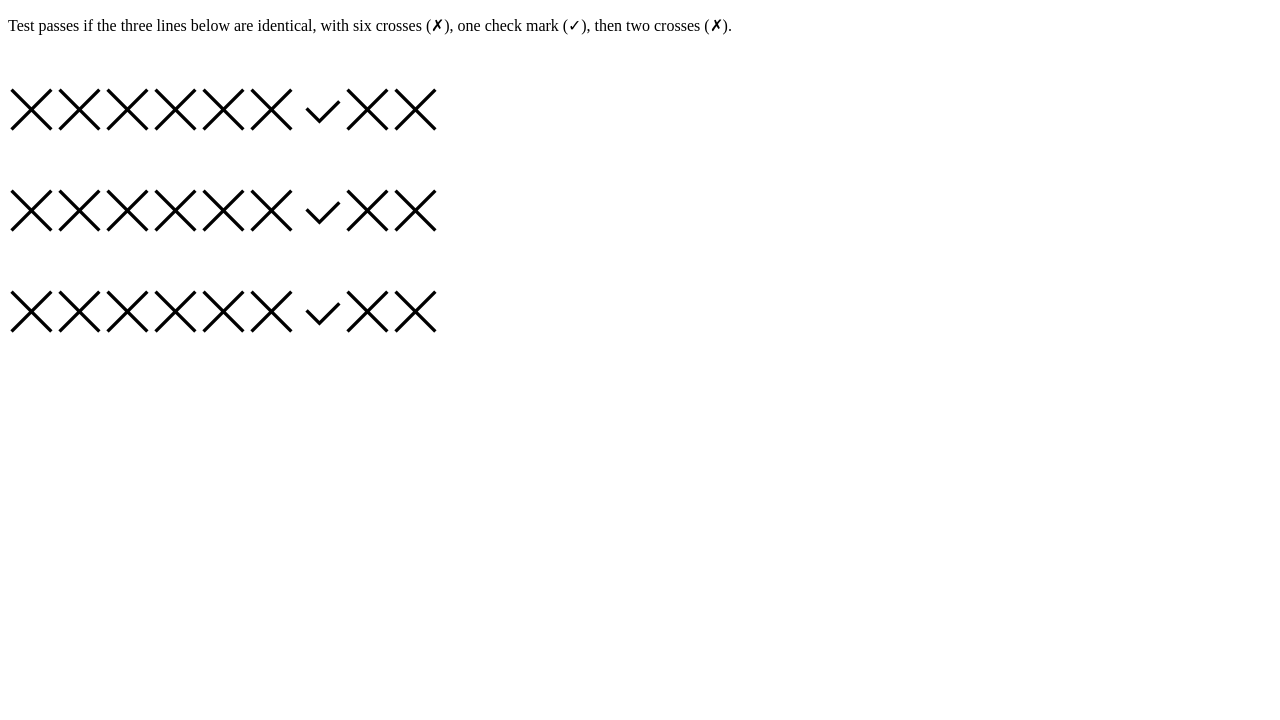 Test passes if the three lines below are identical, with six crosses (✗), one check mark (✓), then two crosses (✗).
✗✗✗✗✗✗✓✗✗
✗✗✗✗✗✗✓✗✗
✗✗✗✗✗✗✓✗✗